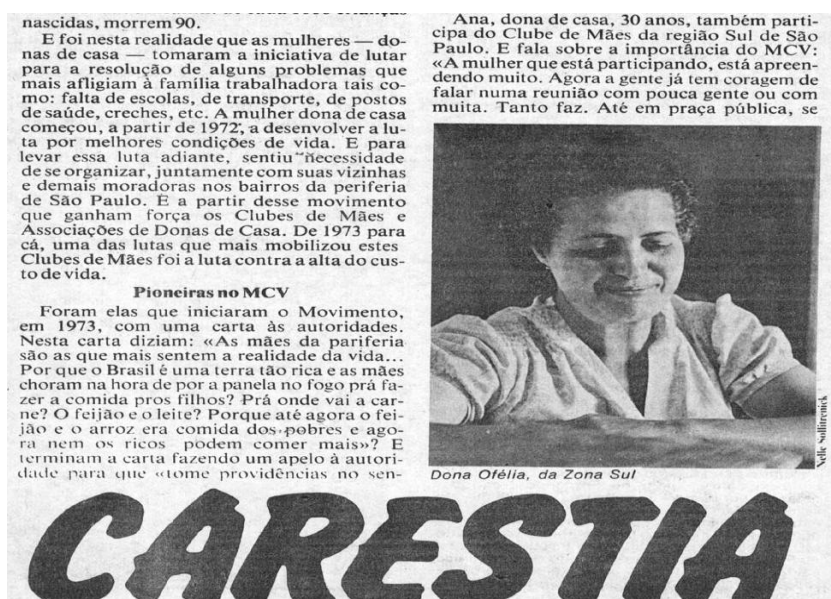 nascidas, morrem 90.
E foi nesta realidade que as mulheres — do-
nas de casa — tomaram a iniciativa de lutar
para a resolução de alguns problemas que
mais afligiam à família trabalhadora tais co-
mo: falta de escolas, de transporte, de postos
de saúde, creches, etc. A mulher dona de casa
começou, a partir de 1972, a desenvolver a lu-
ta por melhores condições de vida. E para
levar essa luta adiante, sentiu necessidade
de se organizar, juntamente com suas vizinhas
e demais moradoras nos bairros da periferia
de São Paulo. É a partir desse movimento
que ganham força os Clubes de Mães e
Associações de Donas de Casa. De 1973 para
cá, uma das lutas que mais mobilizou estes
Clubes de Mães foi a luta contra a alta do cus-
to de vida.
Pioneiras no MCV
Foram elas que iniciaram o Movimento,
em 1973, com uma carta às autoridades.
Nesta carta diziam: «As mães da pariferia
são as que mais sentem a realidade da vida...
Por que o Brasil é uma terra tão rica e as mães
choram na hora de por a panela no fogo prá fa-
zer a comida pros filhos? Prá onde vai a car-
ne? O feijão e o leite? Porque até agora o fei-
jão e o arroz era comida dos pobres e ago-
ra nem os ricos podem comer mais»? E
terminam a carta fazendo um apelo à autori-
dade para que «tome providências no sen-
Ana, dona de casa, 30 anos, também parti-
cipa do Clube de Mães da região Sul de São
Paulo. E fala sobre a importância do MCV:
«A mulher que está participando, está apreen-
dendo muito. Agora a gente já tem coragem de
falar numa reunião com pouca gente ou com
muita. Tanto faz. Até em praça pública, se
Nelle Sollitrenick
Dona Ofélia, da Zona Sul
CARESTIA